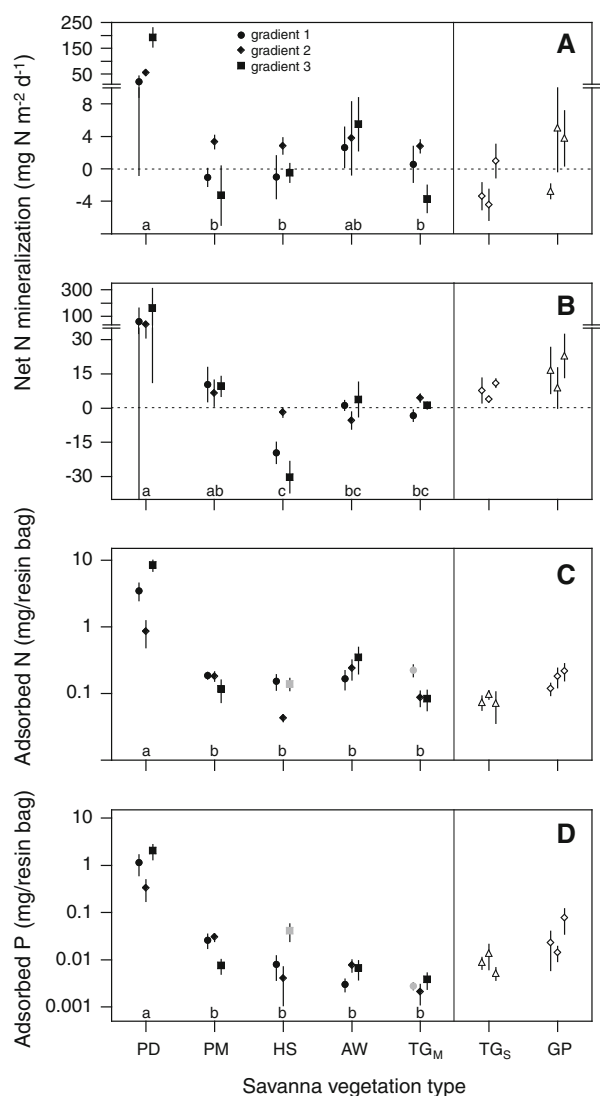 Net N mineralization (mg N m-2 d-1)
250
150
50
8
4
0
-4
gradient 1
gradient 2
gradient 3
A
a b b ab b
300
100
30
15
0
-15
-30
B
a ab c bc bc
Adsorbed N (mg/resin bag)
10
1
0.1
C
a b b b b
Adsorbed P (mg/resin bag)
10
1
0.1
0.01
0.001
D
a b b b b
PD PM HS AW TGM TGS GP
Savanna vegetation type